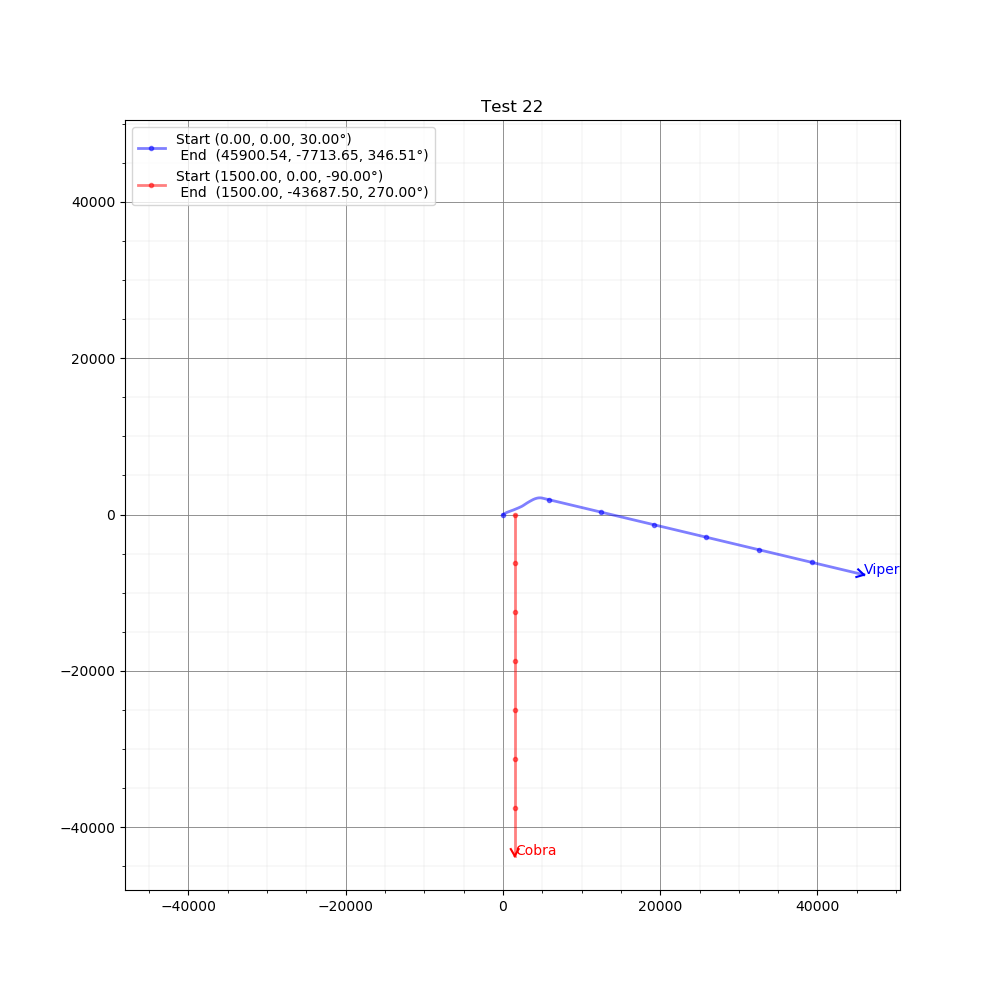 Test 22
Start (0.00, 0.00, 30.00°)
End  (45900.54, -7713.65, 346.51°)
Start (1500.00, 0.00, -90.00°)
End  (1500.00, -43687.50, 270.00°)
40000
20000
0
−20000
−40000
Viper
Cobra
−40000
−20000
0
20000
40000